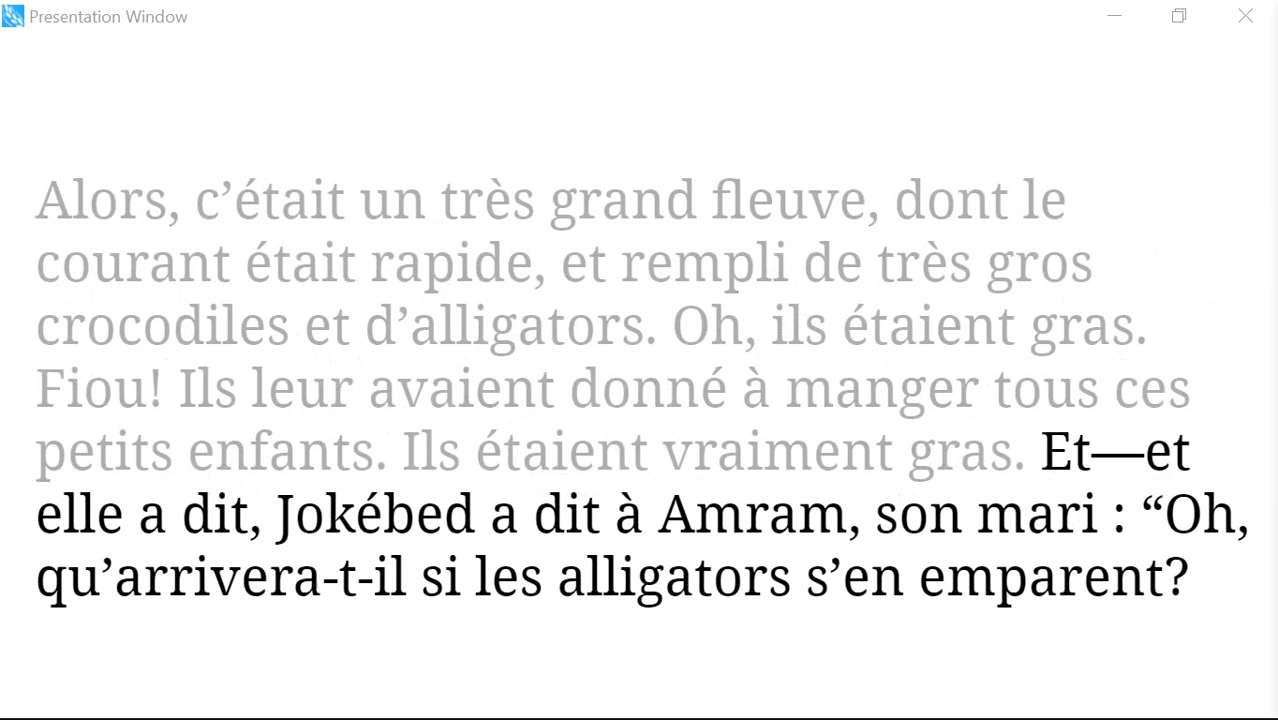 Presentation Window
Alors, c’était un très grand fleuve, dont le
courant était rapide, et rempli de très gros
crocodiles et d’alligators. Oh, ils étaient gras.
Fiou! Ils leur avaient donné à manger tous ces
petits enfants. Ils étaient vraiment gras. Et—et
elle a dit, Jokébed a dit à Amram, son mari : “Oh,
qu’arrivera-t-il si les alligators s’en emparent?